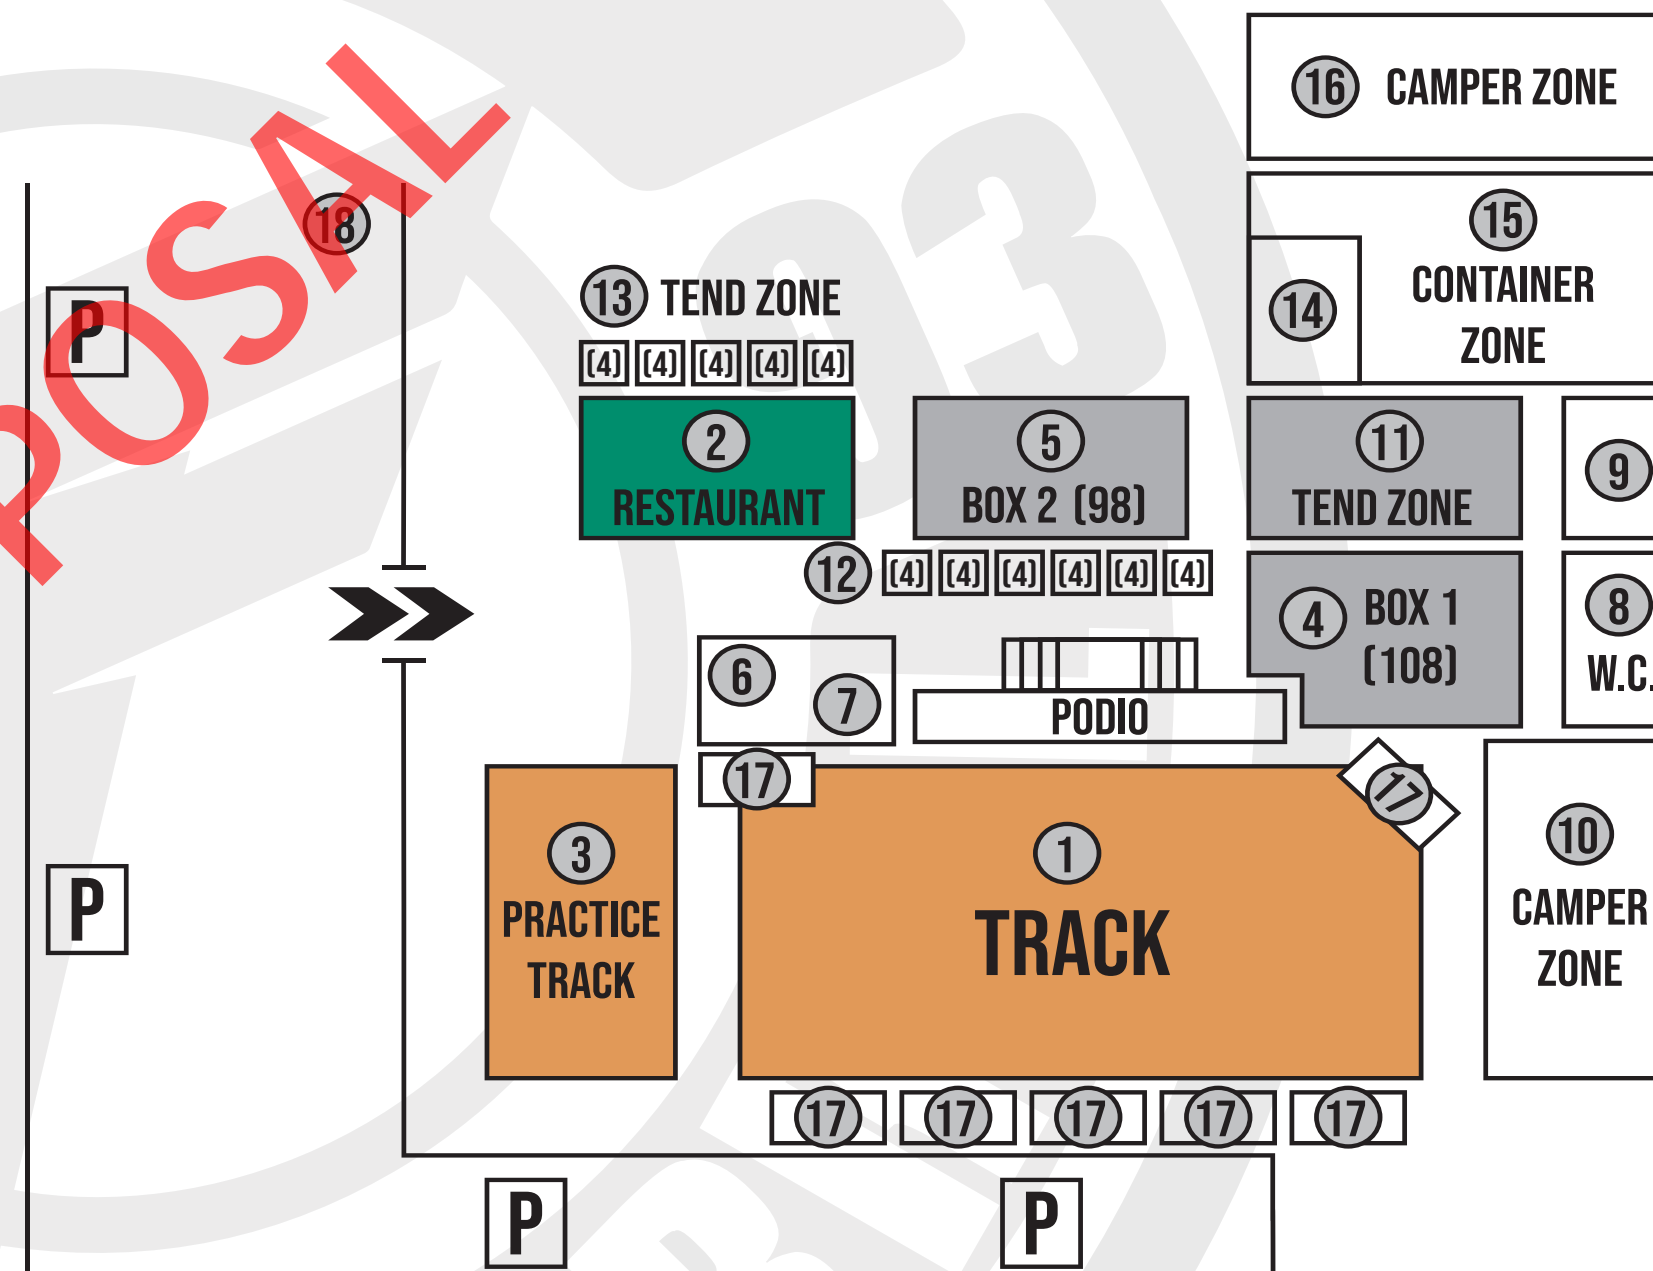 16 CAMPER ZONE
15
CONTAINER
ZONE
14
18
POSAL
P
13 TEND ZONE
(4) (4) (4) (4) (4)
2
RESTAURANT
5
BOX 2 (98)
11
TEND ZONE
9
12 (4) (4) (4) (4) (4) (4)
4 BOX 1
(108)
8
W.C.
6
7
PODIO
17
17
3
PRACTICE
TRACK
1
TRACK
10
CAMPER
ZONE
P
17 17 17 17 17
P
P
93